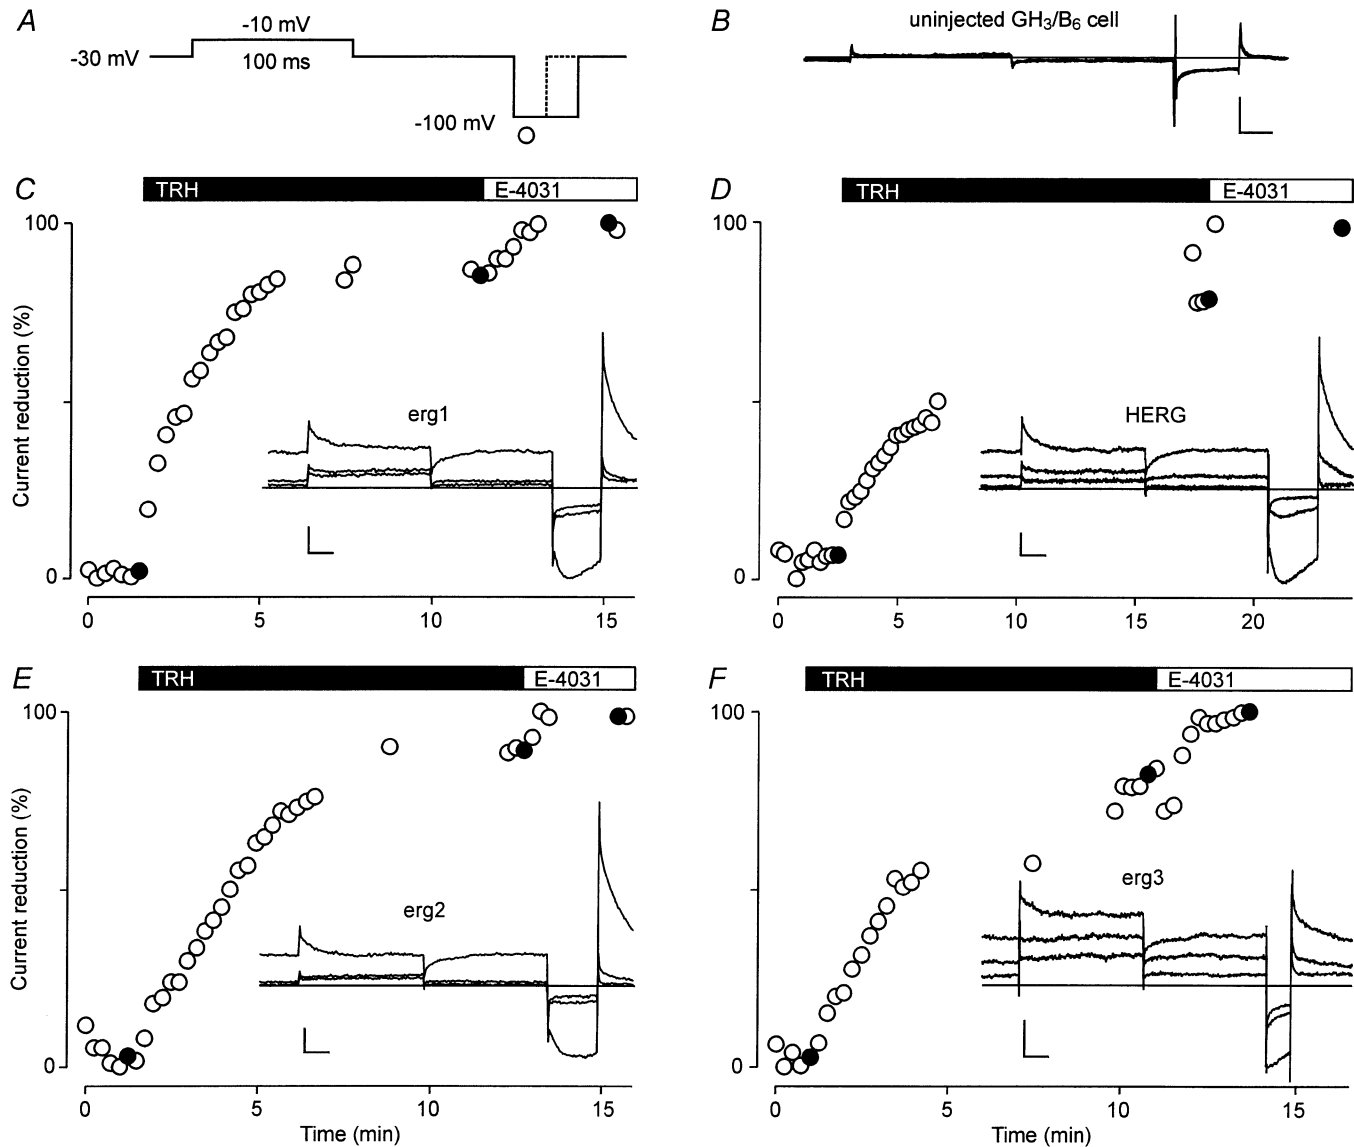 A
-10 mV
-30 mV
100 ms
-100 mV
B
uninjected GH3/B6 cell
C
TRH
E-4031
100
Current reduction (%)
erg1
0
0 5 10 15
D
TRH
E-4031
100
HERG
0
0 5 10 15 20
E
TRH
E-4031
100
Current reduction (%)
erg2
0
0 5 10 15
Time (min)
F
TRH
E-4031
100
erg3
0
0 5 10 15
Time (min)